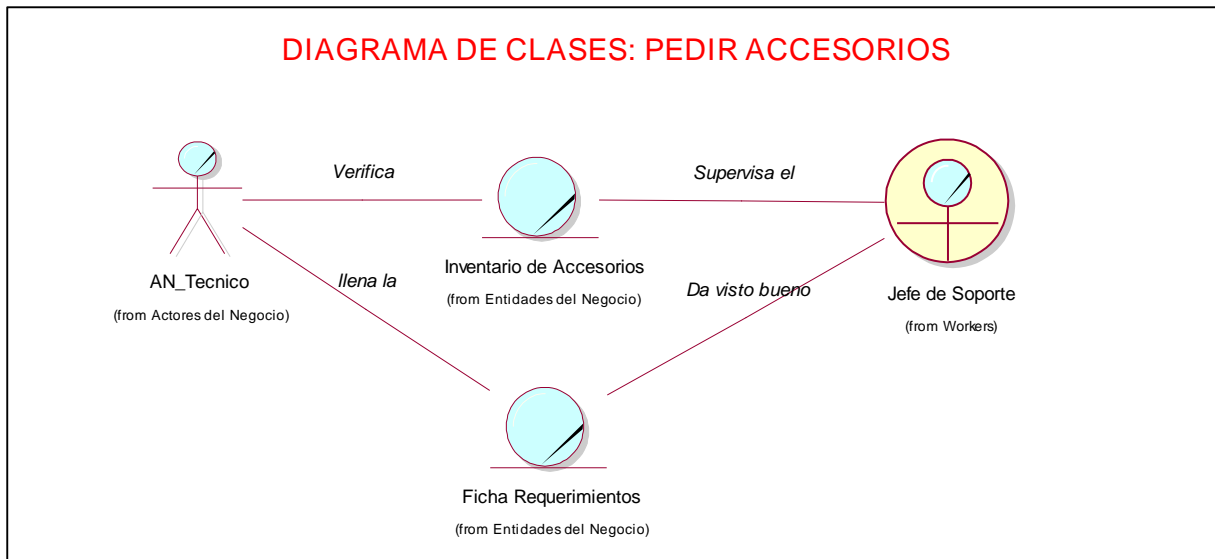 DIAGRAMA DE CLASES: PEDIR ACCESORIOS
Verifica
Supervisa el
AN_Tecnico
(from Actores del Negocio)
Inventario de Accesorios
(from Entidades del Negocio)
Jefe de Soporte
(from Workers)
llena la
Da visto bueno
Ficha Requerimientos
(from Entidades del Negocio)